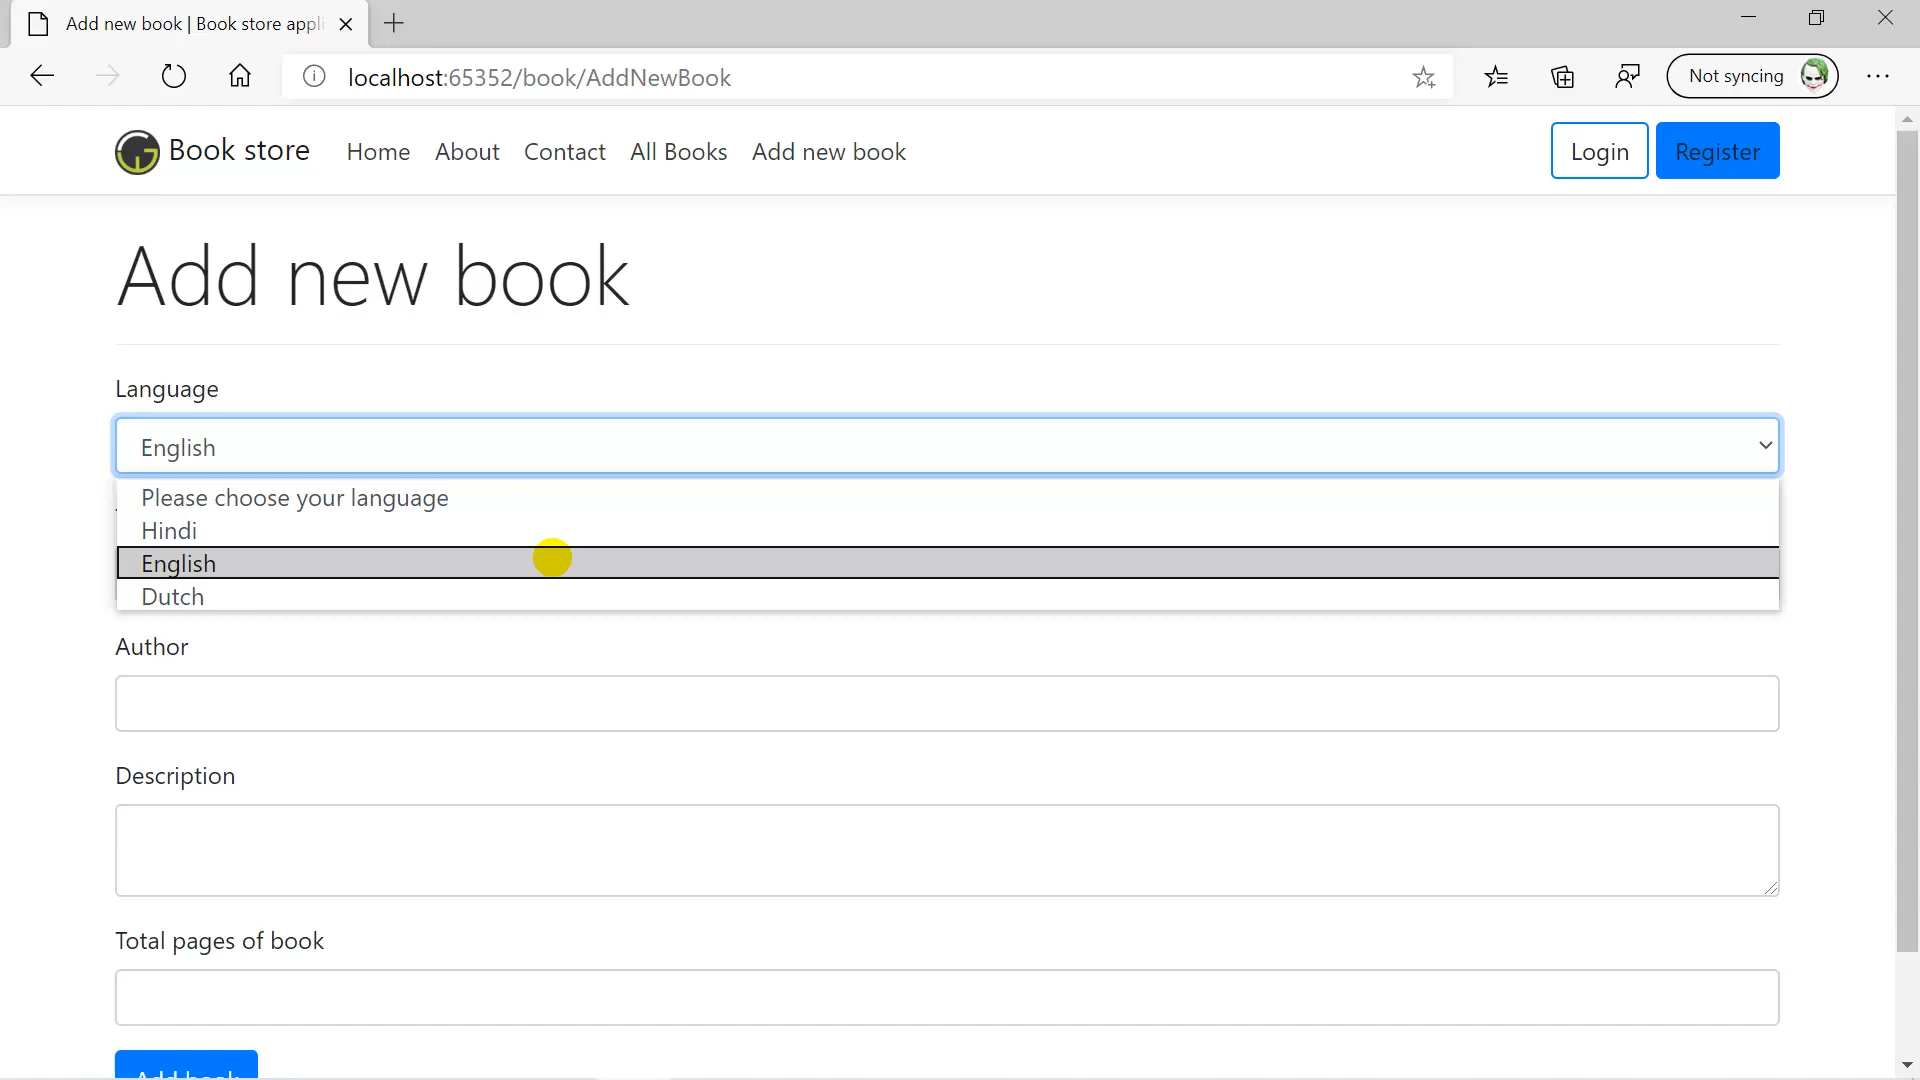 Add new book | Book store appli
localhost:65352/book/AddNewBook
Not syncing
Book store
Home
About
Contact
All Books
Add new book
Login
Register
Add new book
Language
English
Please choose your language
Hindi
English
Dutch
Author
Description
Total pages of book
Add book